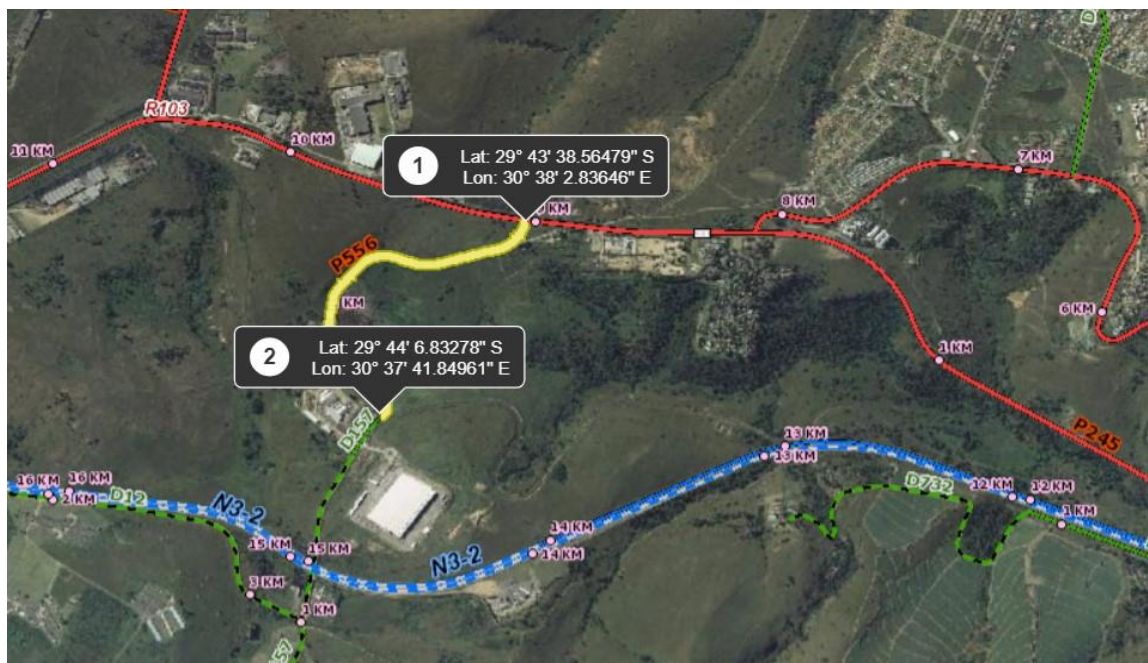 D
R103
11 KM
10 KM
1
Lat: 29° 43' 38.56479" S
Lon: 30° 38' 2.83646" E
7 KM
8 KM
KM
P556
KM
6 KM
2
Lat: 29° 44' 6.83278" S
Lon: 30° 37' 41.84961" E
1 KM
D157
P245
13 KM
13 KM
16 KM
16 KM
2 KM
D12
N3-2
D732
12 KM
12 KM
1 KM
15 KM
15 KM
N3-2
14 KM
14 KM
3 KM
1 KM